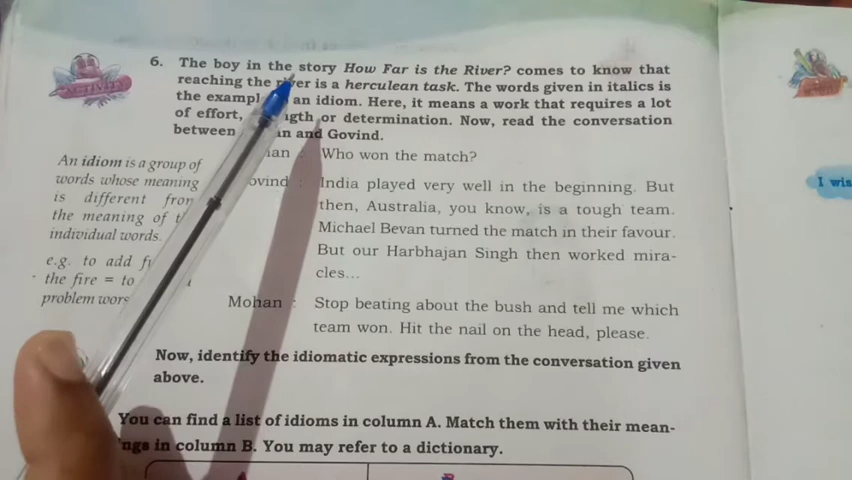 6. The boy in the story How Far is the River? comes to know that
ACTIVITY
reaching the river is a herculean task. The words given in italics is
the exampl an idiom. Here, it means a work that requires a lot
of effort, or determination. Now, read the conversation
between and Govind.
Who won the match?
An idiom is a group of
words whose meaning
is different from
the meaning of
individual words.
e.g. to add
the fire = to
problem
India played very well in the beginning. But
then, Australia, you know, is a tough team.
Michael Bevan turned the match in their favour.
But our Harbhajan Singh then worked mira-
cles...
Mohan : Stop beating about the bush and tell me which
team won. Hit the nail on the head, please.
Now, identify the idiomatic expressions from the conversation given
above.
You can find a list of idioms in column A. Match them with their mean-
ings in column B. You may refer to a dictionary.
I wis